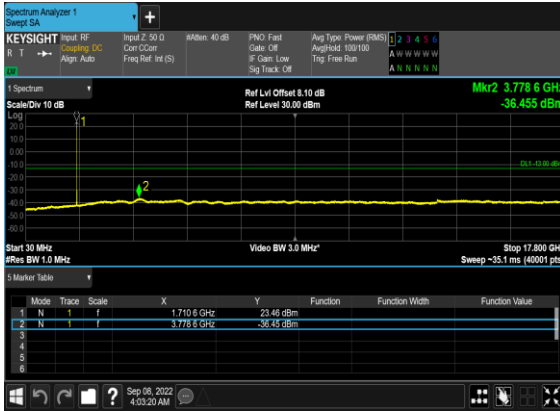 Spectrum Analyzer 1
Swept SA
+
KEYSIGHT Input: RF Input Z: 50 Ω #Atten: 40 dB PNO: Fast Avg Type: Power (RMS) 1 2 3 4 5 6
R T Coupling: DC Corr CCorr Gate: Off Avg|Hold: 100/100 A W W W W W
Align: Auto Freq Ref: Int (S) IF Gain: Low Trig: Free Run
Sig Track: Off A N N N N N
1 Spectrum Ref Lvl Offset 8.10 dB Mkr2 3.778 6 GHz
Scale/Div 10 dB Ref Level 30.00 dBm -36.455 dBm
Log
1
20.0
10.0
0.00
-10.0
DL1 -13.00 dBm
-20.0
-30.0
2
-40.0
-50.0
-60.0
Start 30 MHz Video BW 3.0 MHz* Stop 17.800 GHz
#Res BW 1.0 MHz Sweep ~35.1 ms (40001 pts)
5 Marker Table
Mode Trace Scale X Y Function Function Width Function Value
1 N 1 f 1.710 6 GHz 23.46 dBm
2 N 1 f 3.778 6 GHz -36.45 dBm
3
4
5
6
? Sep 08, 2022
4:03:20 AM